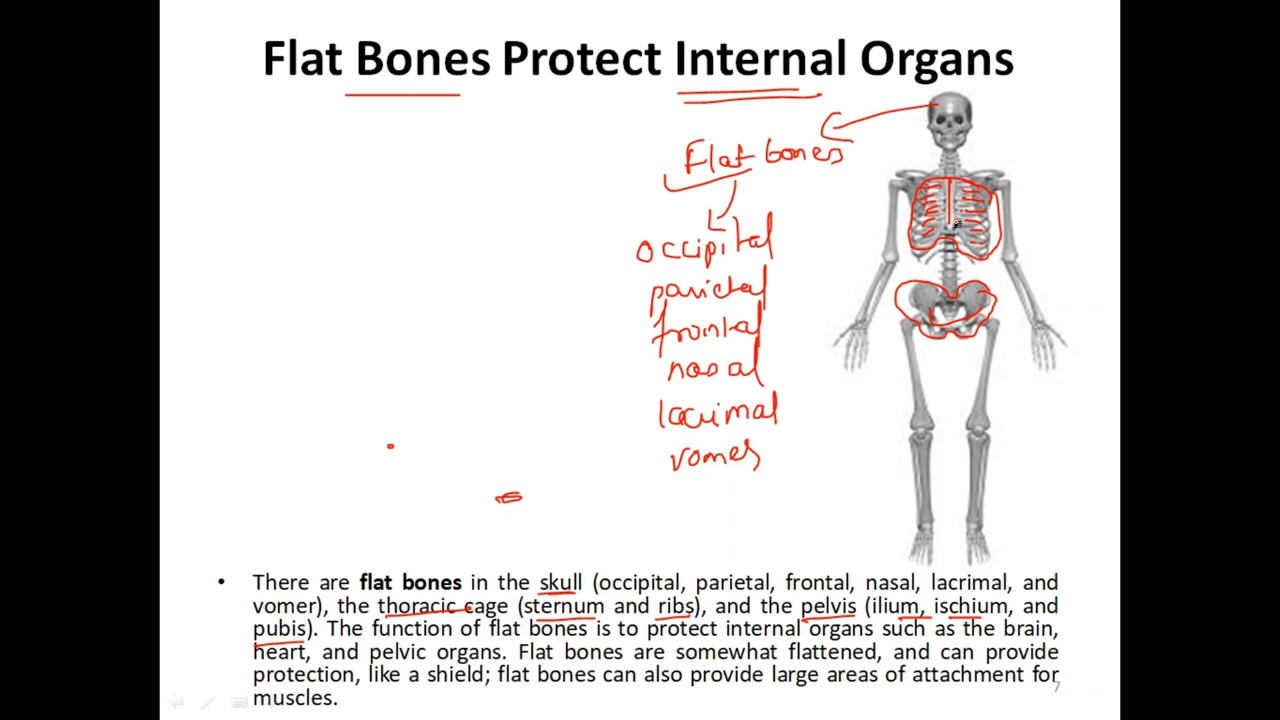 Flat Bones Protect Internal Organs
Flat bones
occipital
parietal
frontal
nasal
lacrimal
vomer
• There are flat bones in the skull (occipital, parietal, frontal, nasal, lacrimal, and
vomer), the thoracic cage (sternum and ribs), and the pelvis (ilium, ischium, and
pubis). The function of flat bones is to protect internal organs such as the brain,
heart, and pelvic organs. Flat bones are somewhat flattened, and can provide
protection, like a shield; flat bones can also provide large areas of attachment for
muscles.
7